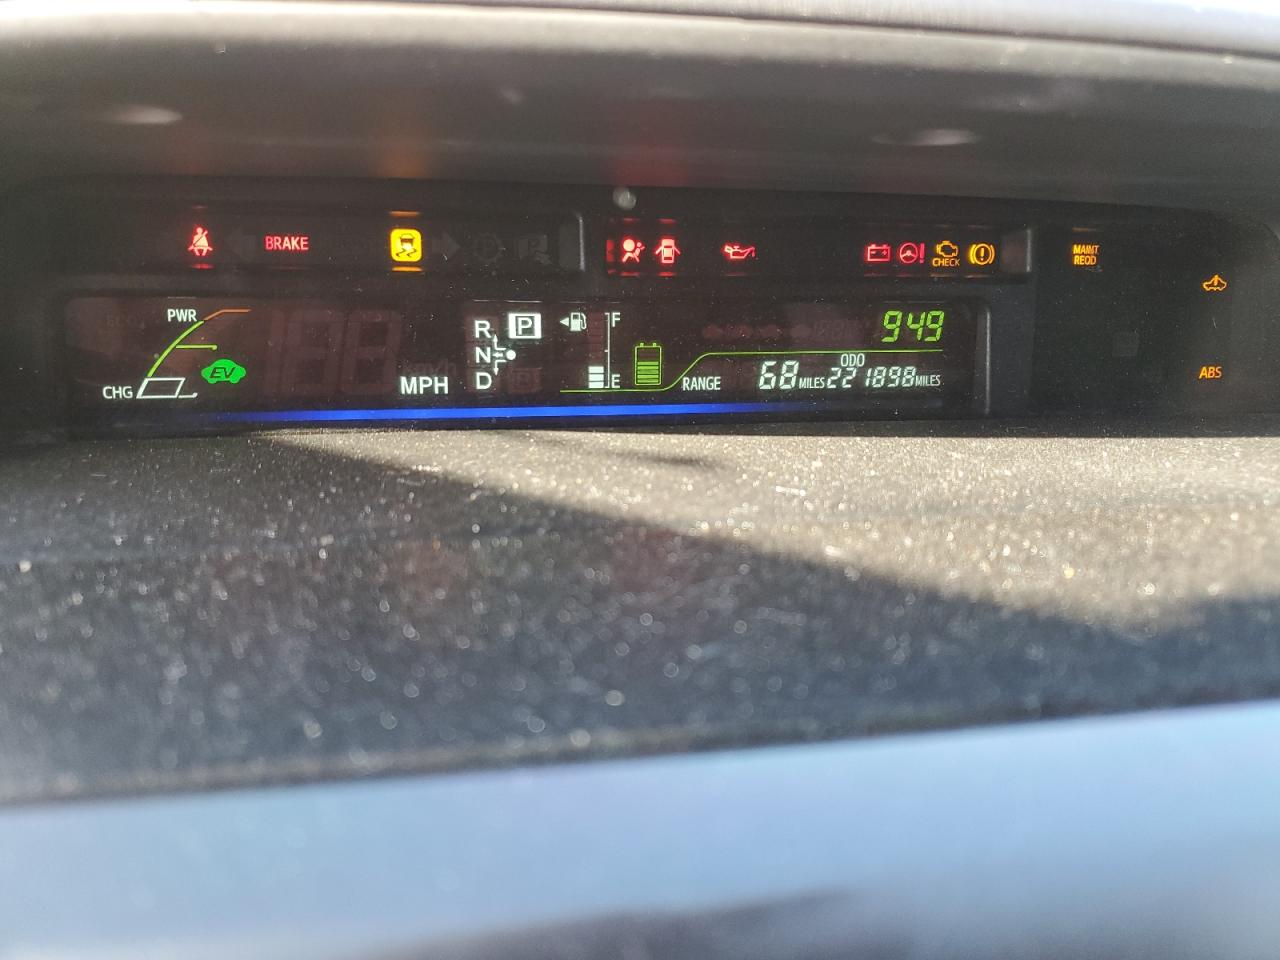 BRAKE
CHECK
MAINT
REQD
PWR
CHG
EV
MPH
R
N
D
P
F
E
949
RANGE 68 MILES
ODO
221898 MILES
ABS